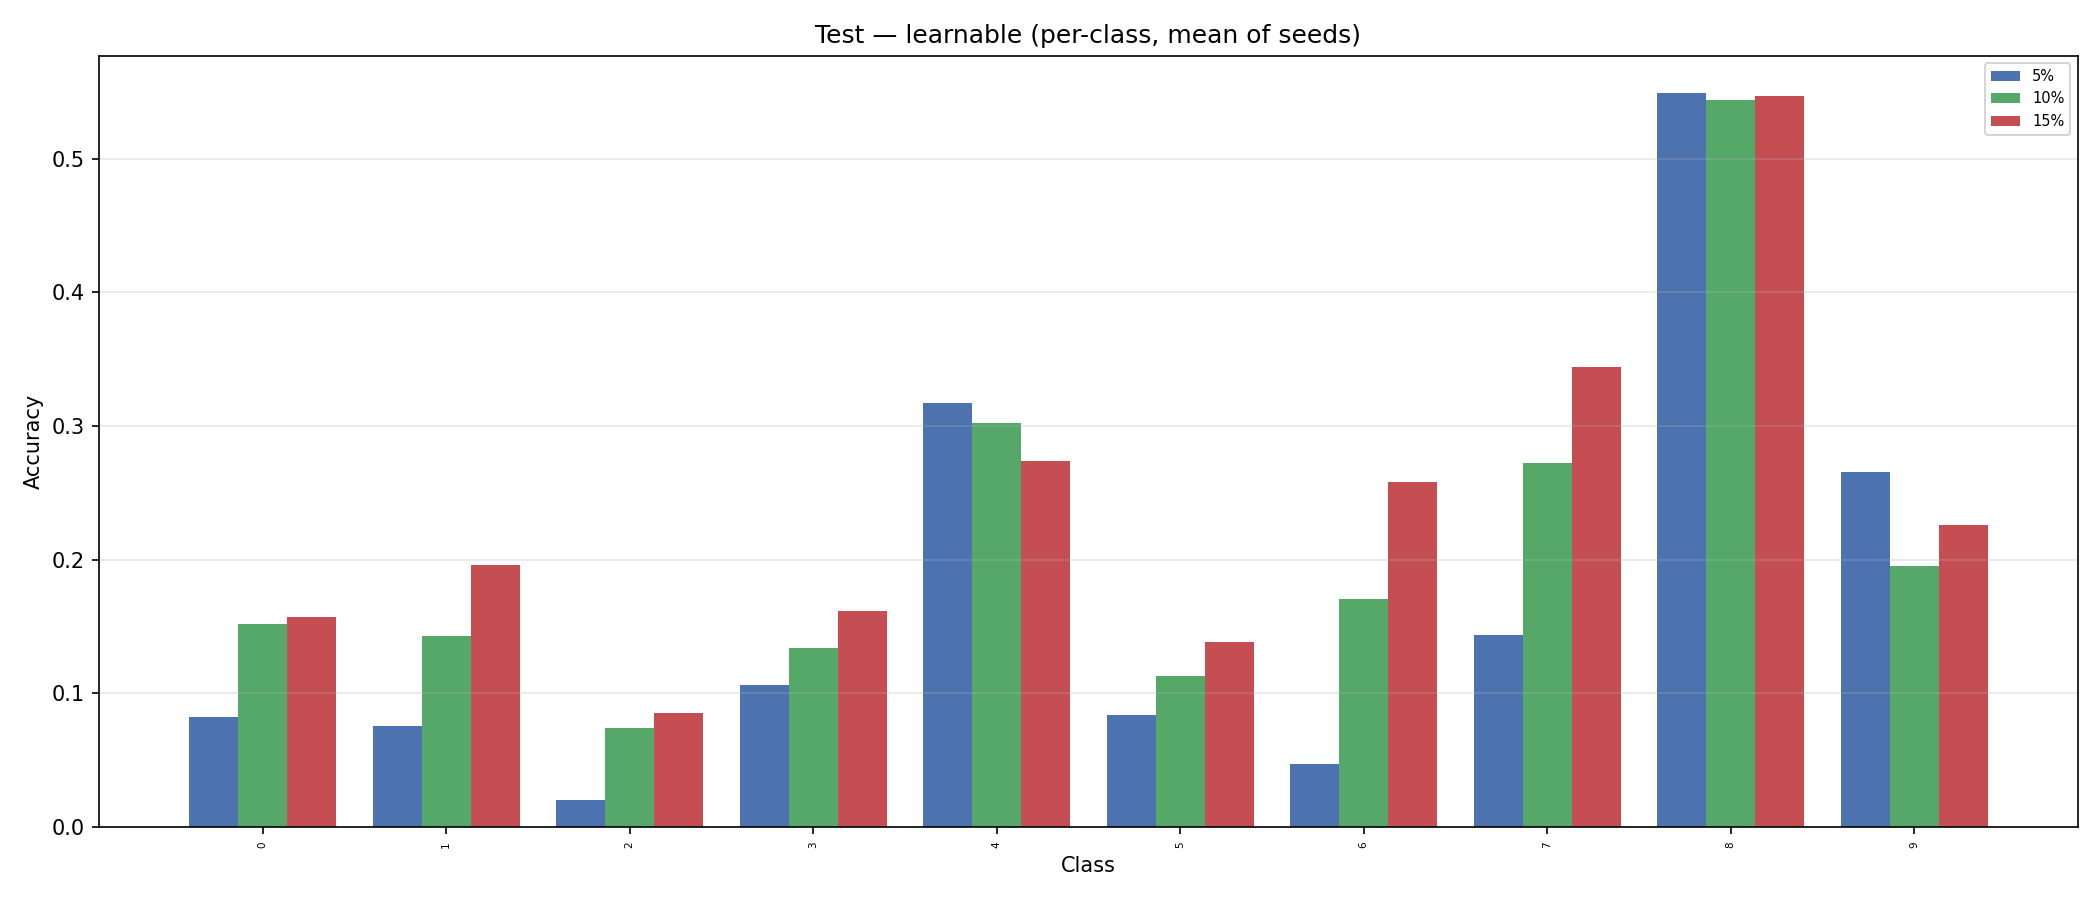 Test — learnable (per-class, mean of seeds)
5%
10%
15%
0.5
0.4
0.3
0.2
0.1
0.0
Accuracy
0 1 2 3 4 5 6 7 8 9
Class